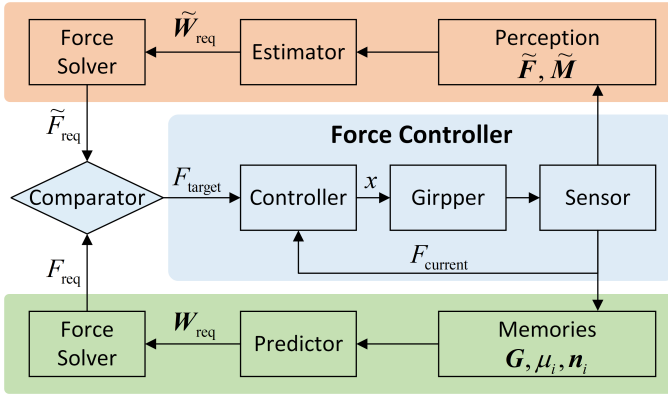 Force
Solver
W̃req
Estimator
Perception
F̃, M̃
F̃req
Force Controller
Comparator
Ftarget
Controller
x
Girpper
Sensor
Fcurrent
Freq
Force
Solver
Wreq
Predictor
Memories
G, μi, ni